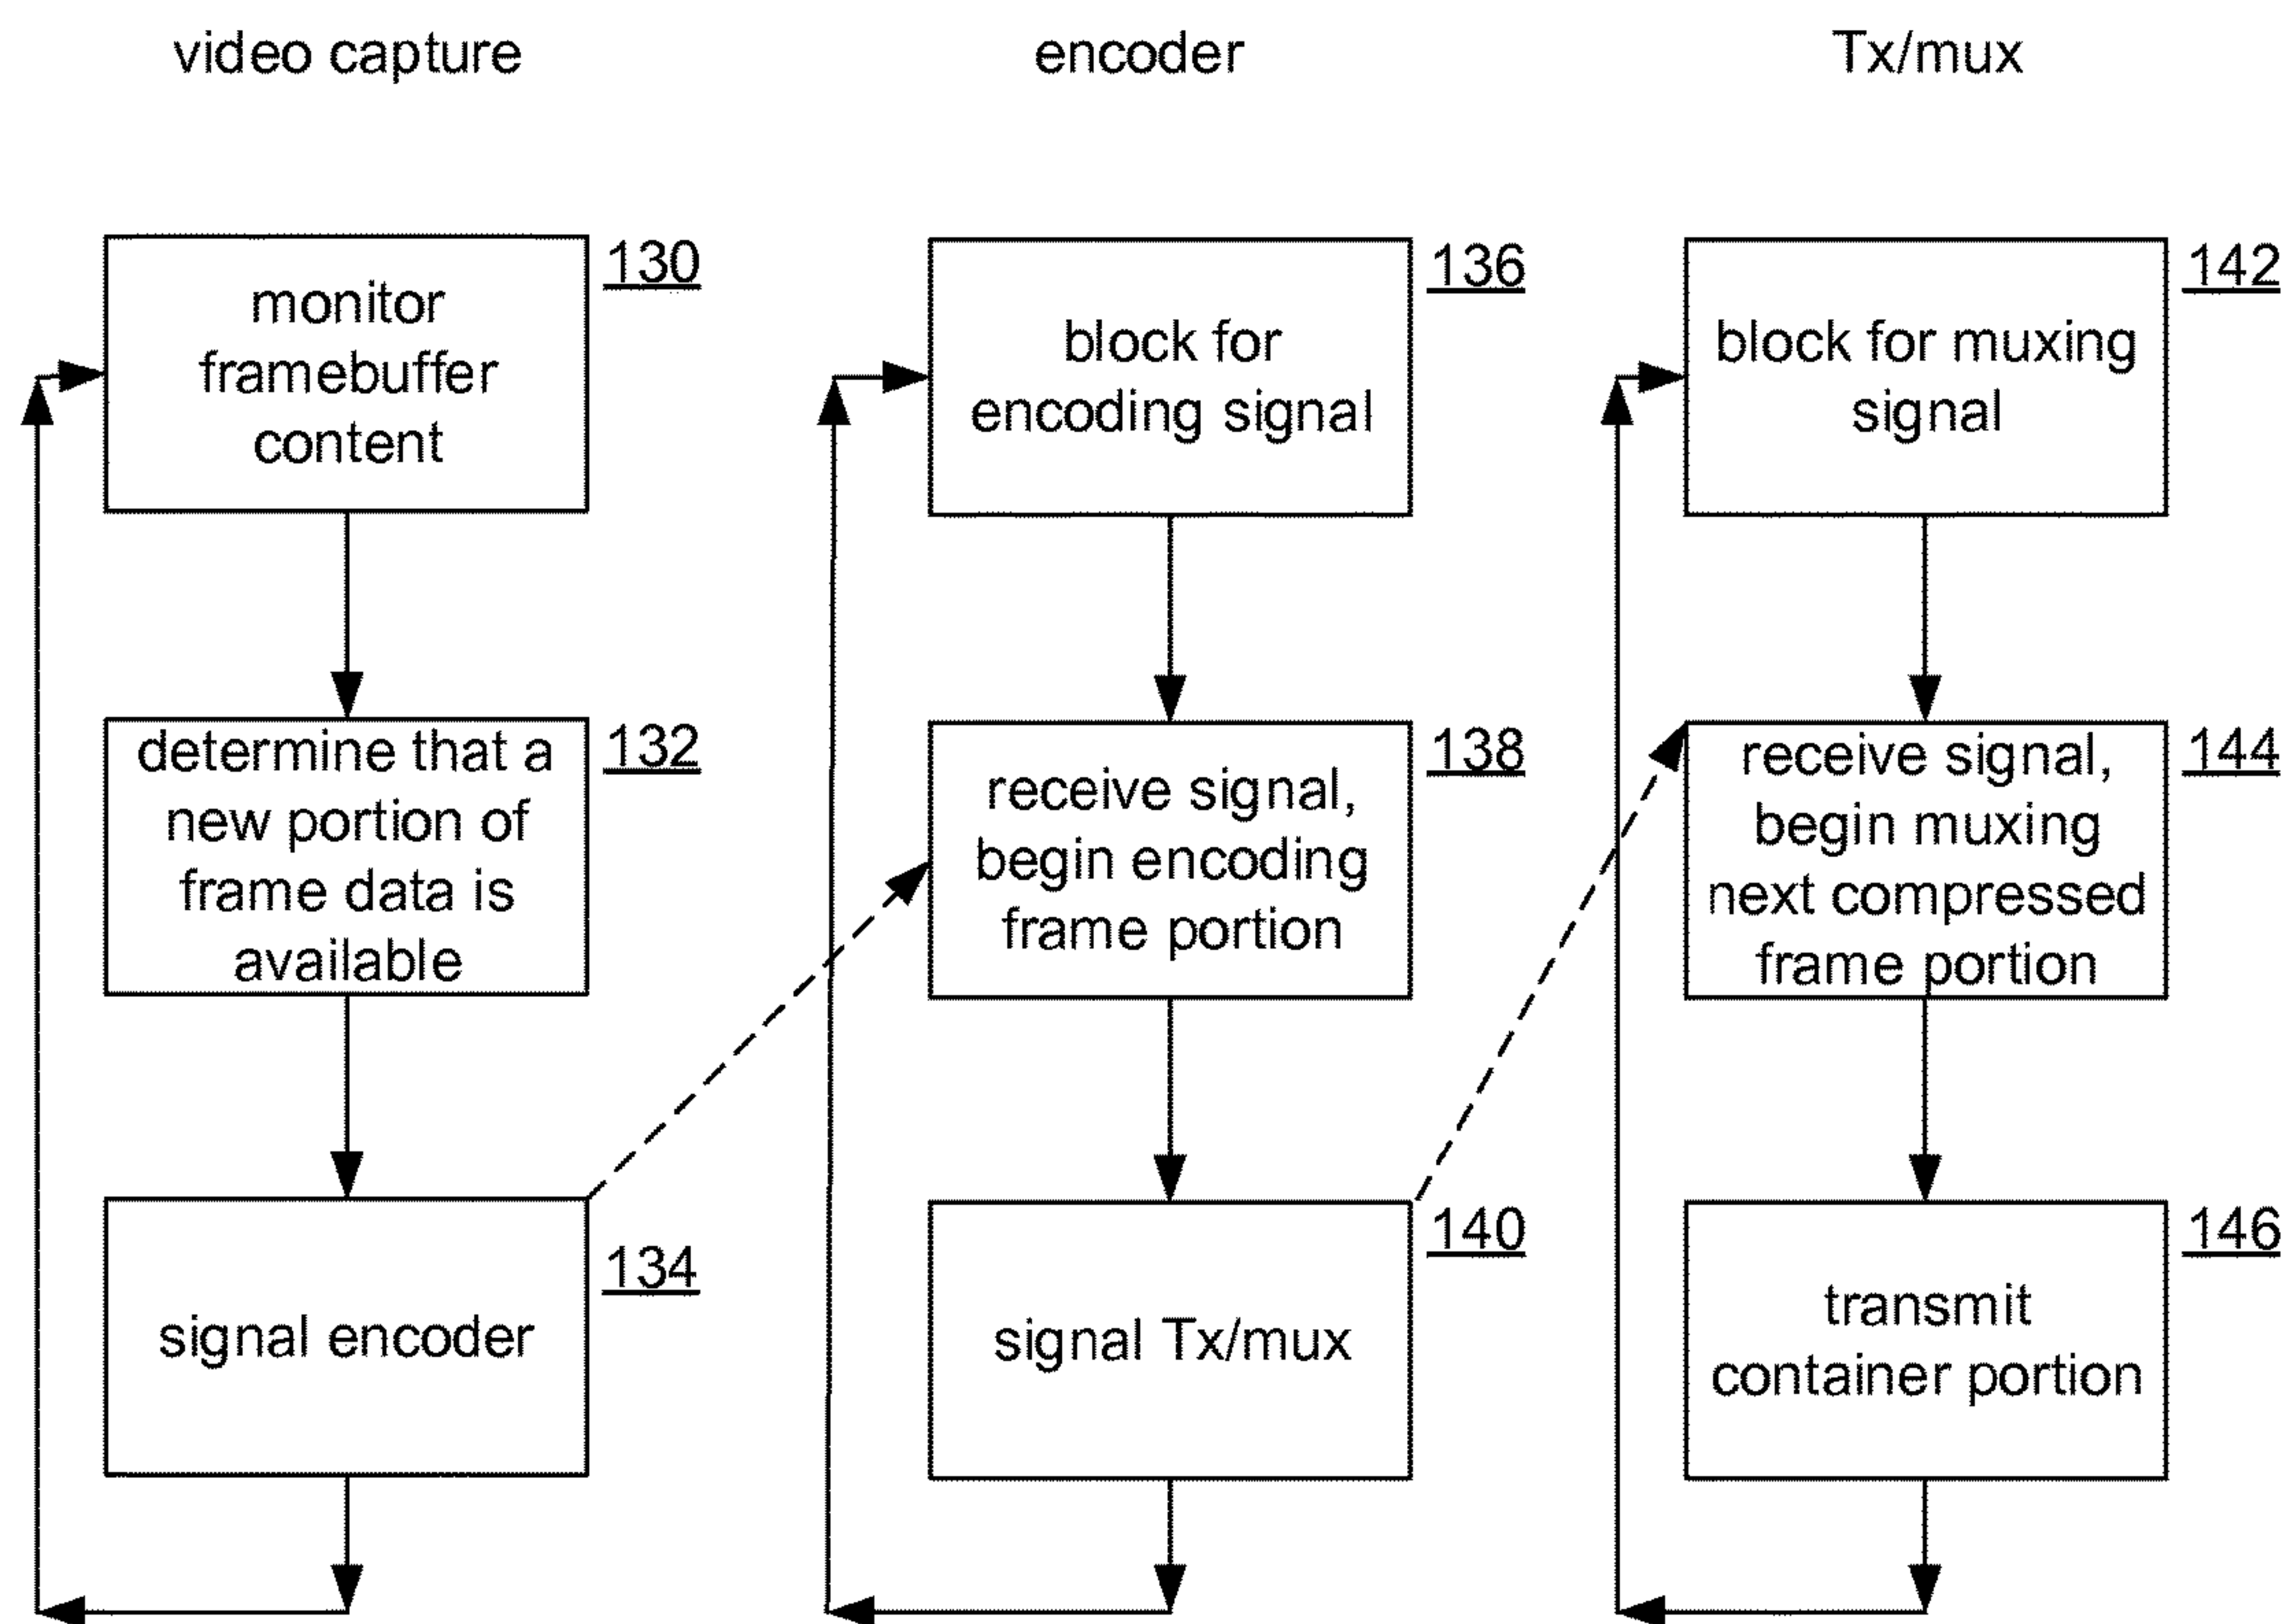 video capture
encoder
Tx/mux
monitor
framebuffer
content
130
determine that a
new portion of
frame data is
available
132
signal encoder
134
block for
encoding signal
136
receive signal,
begin encoding
frame portion
138
signal Tx/mux
140
block for muxing
signal
142
receive signal,
begin muxing
next compressed
frame portion
144
transmit
container portion
146